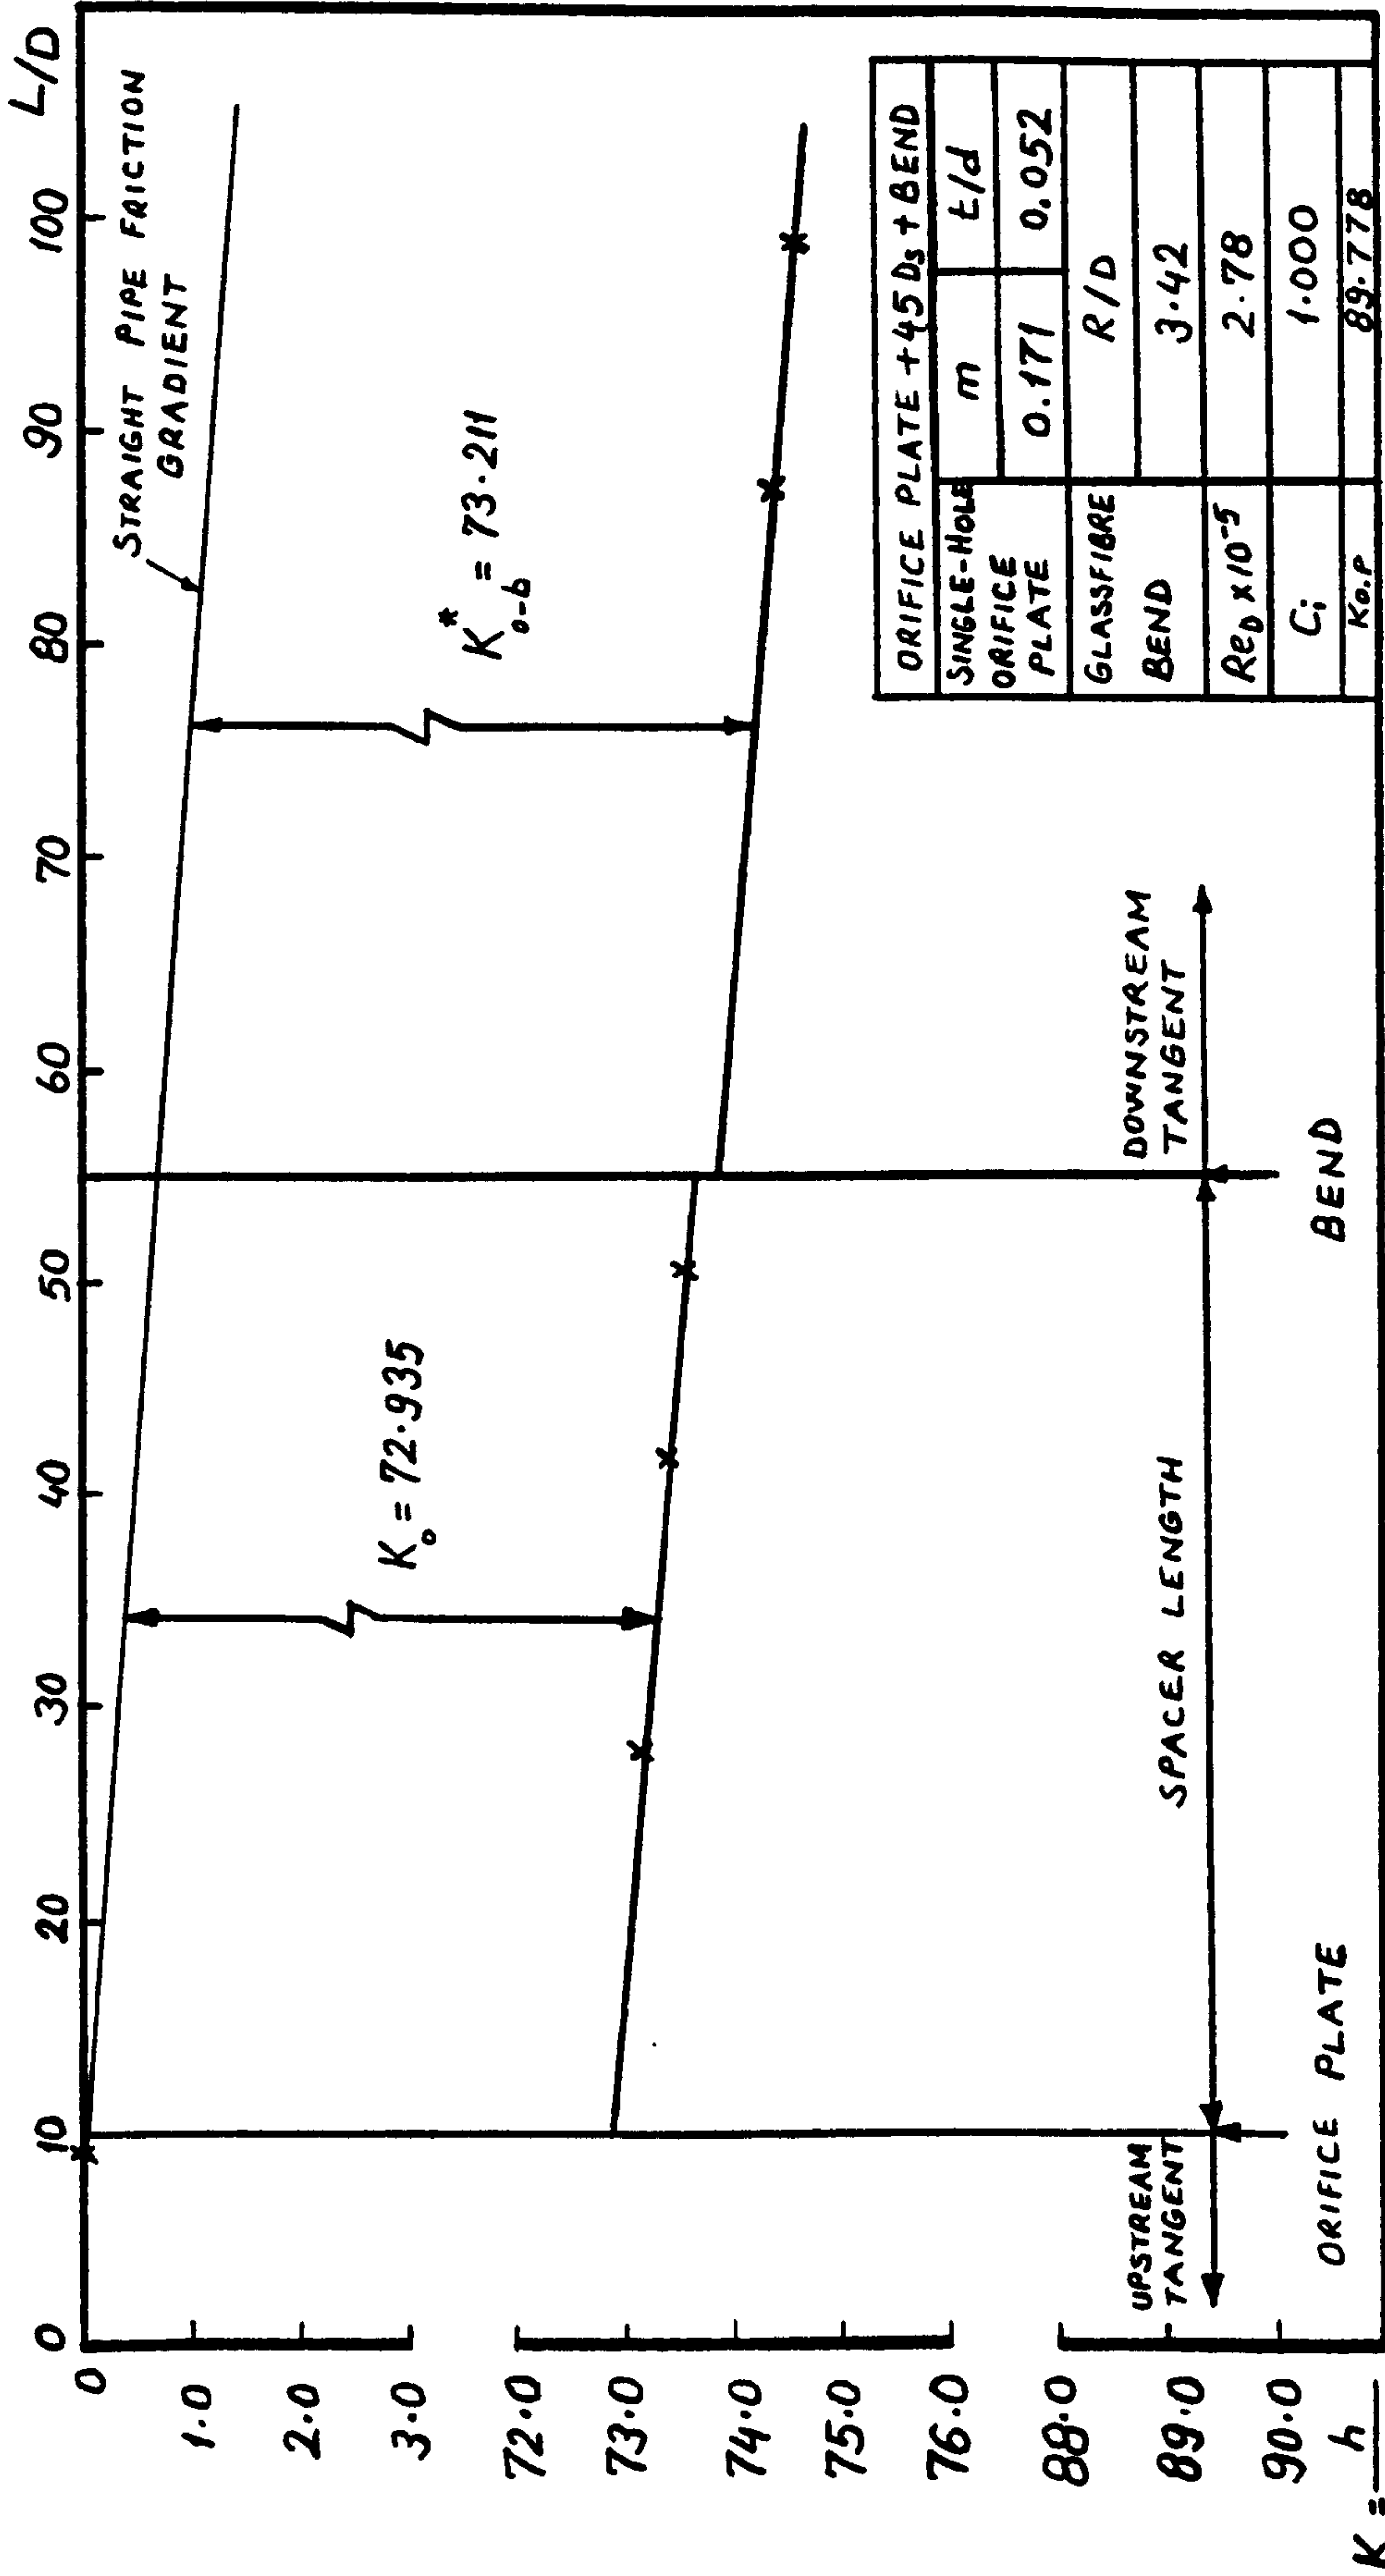 L/D
0 10 20 30 40 50 60 70 80 90 100
0
1.0
2.0
3.0
72.0
73.0
74.0
75.0
76.0
88.0
89.0
90.0
K = h
STRAIGHT PIPE FRICTION
GRADIENT
K₀ = 72.935
K*o-b = 73.211
UPSTREAM
TANGENT
SPACER LENGTH
DOWNSTREAM
TANGENT
ORIFICE PLATE
BEND
ORIFICE PLATE +45 Ds + BEND
SINGLE-HOLE
ORIFICE
PLATE
m t/d
0.171 0.052
GLASSFIBRE
BEND
R/D
3.42
ReD x10⁻⁵ 2.78
Ci 1.000
Ko.P 89.778